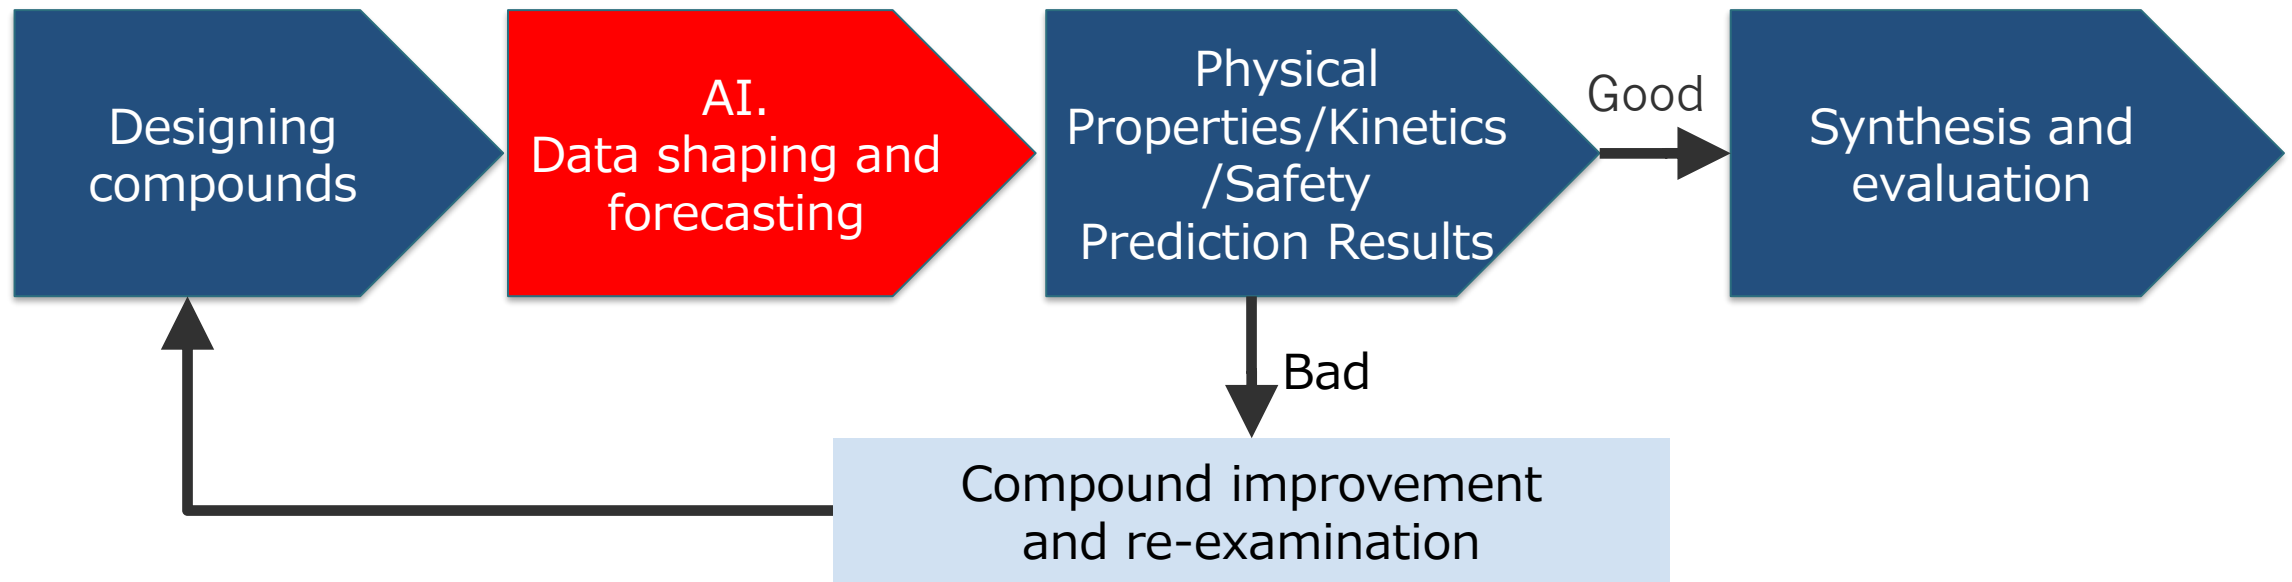 Designing
compounds
AI.
Data shaping and
forecasting
Physical
Properties/Kinetics
/Safety
Prediction Results
Good
Synthesis and
evaluation
Bad
Compound improvement
and re-examination